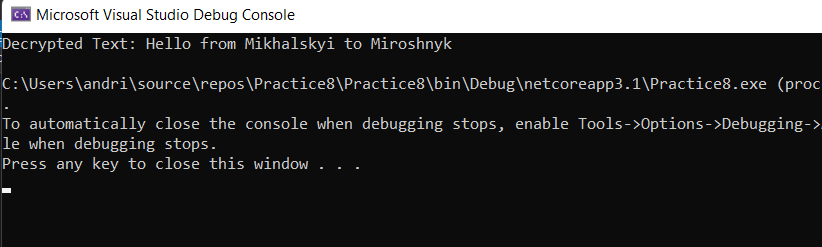 Microsoft Visual Studio Debug Console
Decrypted Text: Hello from Mikhalskyi to Miroshnyk
C:\Users\andri\source\repos\Practice8\Practice8\bin\Debug\netcoreapp3.1\Practice8.exe (proc
.
To automatically close the console when debugging stops, enable Tools->Options->Debugging->
le when debugging stops.
Press any key to close this window . . .